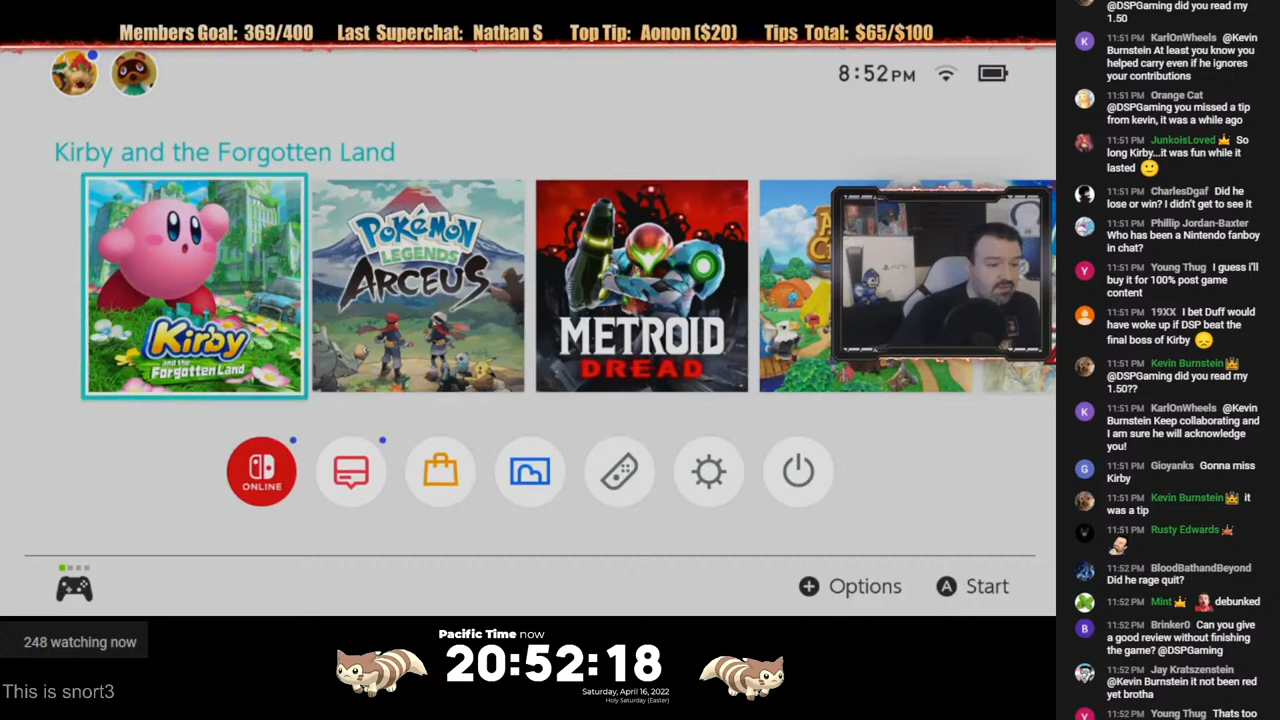 Members Goal: 369/400 Last Superchat: Nathan S Top Tip: Aonon ($20) Tips Total: $65/$100
8:52 PM
Kirby and the Forgotten Land
Kirby
and the
Forgotten Land
Pokémon
LEGENDS
ARCEUS
METROID
DREAD
ONLINE
Options
Start
248 watching now
This is snort3
Pacific Time now
20:52:18
Saturday, April 16, 2022
Holy Saturday (Easter)
@DSPGaming did you read my
1.50
11:51 PM KarlOnWheels @Kevin
Burnstein At least you know you
helped carry even if he ignores
your contributions
11:51 PM Orange Cat
@DSPGaming you missed a tip
from kevin, it was a while ago
11:51 PM JunkoisLoved So
long Kirby...it was fun while it
lasted
11:51 PM CharlesDgaf Did he
lose or win? I didn't get to see it
11:51 PM Phillip Jordan-Baxter
Who has been a Nintendo fanboy
in chat?
11:51 PM Young Thug I guess i'll
buy it for 100% post game
content
11:51 PM 19XX I bet Duff would
have woke up if DSP beat the
final boss of Kirby
11:51 PM Kevin Burnstein
@DSPGaming did you read my
1.50??
11:51 PM KarlOnWheels @Kevin
Burnstein Keep collaborating and
I am sure he will acknowledge
you!
11:51 PM Gioyanks Gonna miss
Kirby
11:51 PM Kevin Burnstein it
was a tip
11:51 PM Rusty Edwards
11:52 PM BloodBathandBeyond
Did he rage quit?
11:52 PM Mint debunked
11:52 PM Brinker0 Can you give
a good review without finishing
the game? @DSPGaming
11:52 PM Jay Kratszenstein
@Kevin Burnstein it not been red
yet brotha
11:52 PM Young Thug Thats too